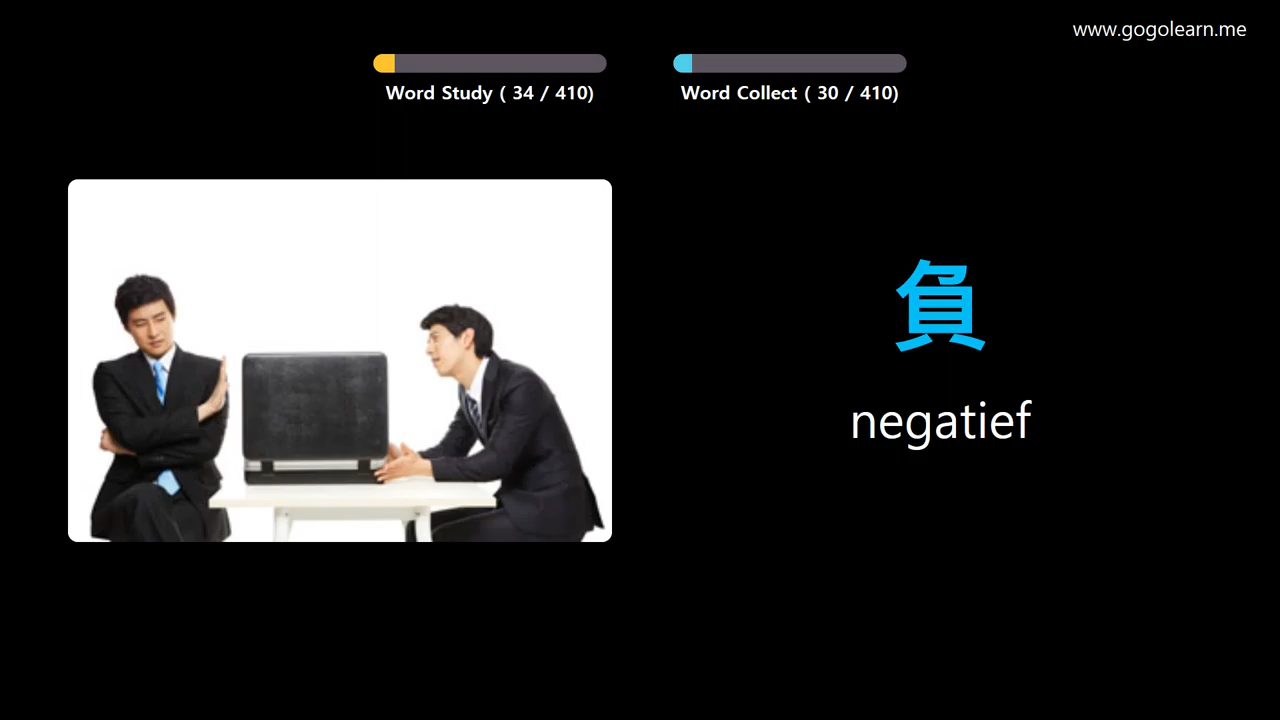 www.gogolearn.me
Word Study ( 34 / 410)
Word Collect ( 30 / 410)
負
negatief